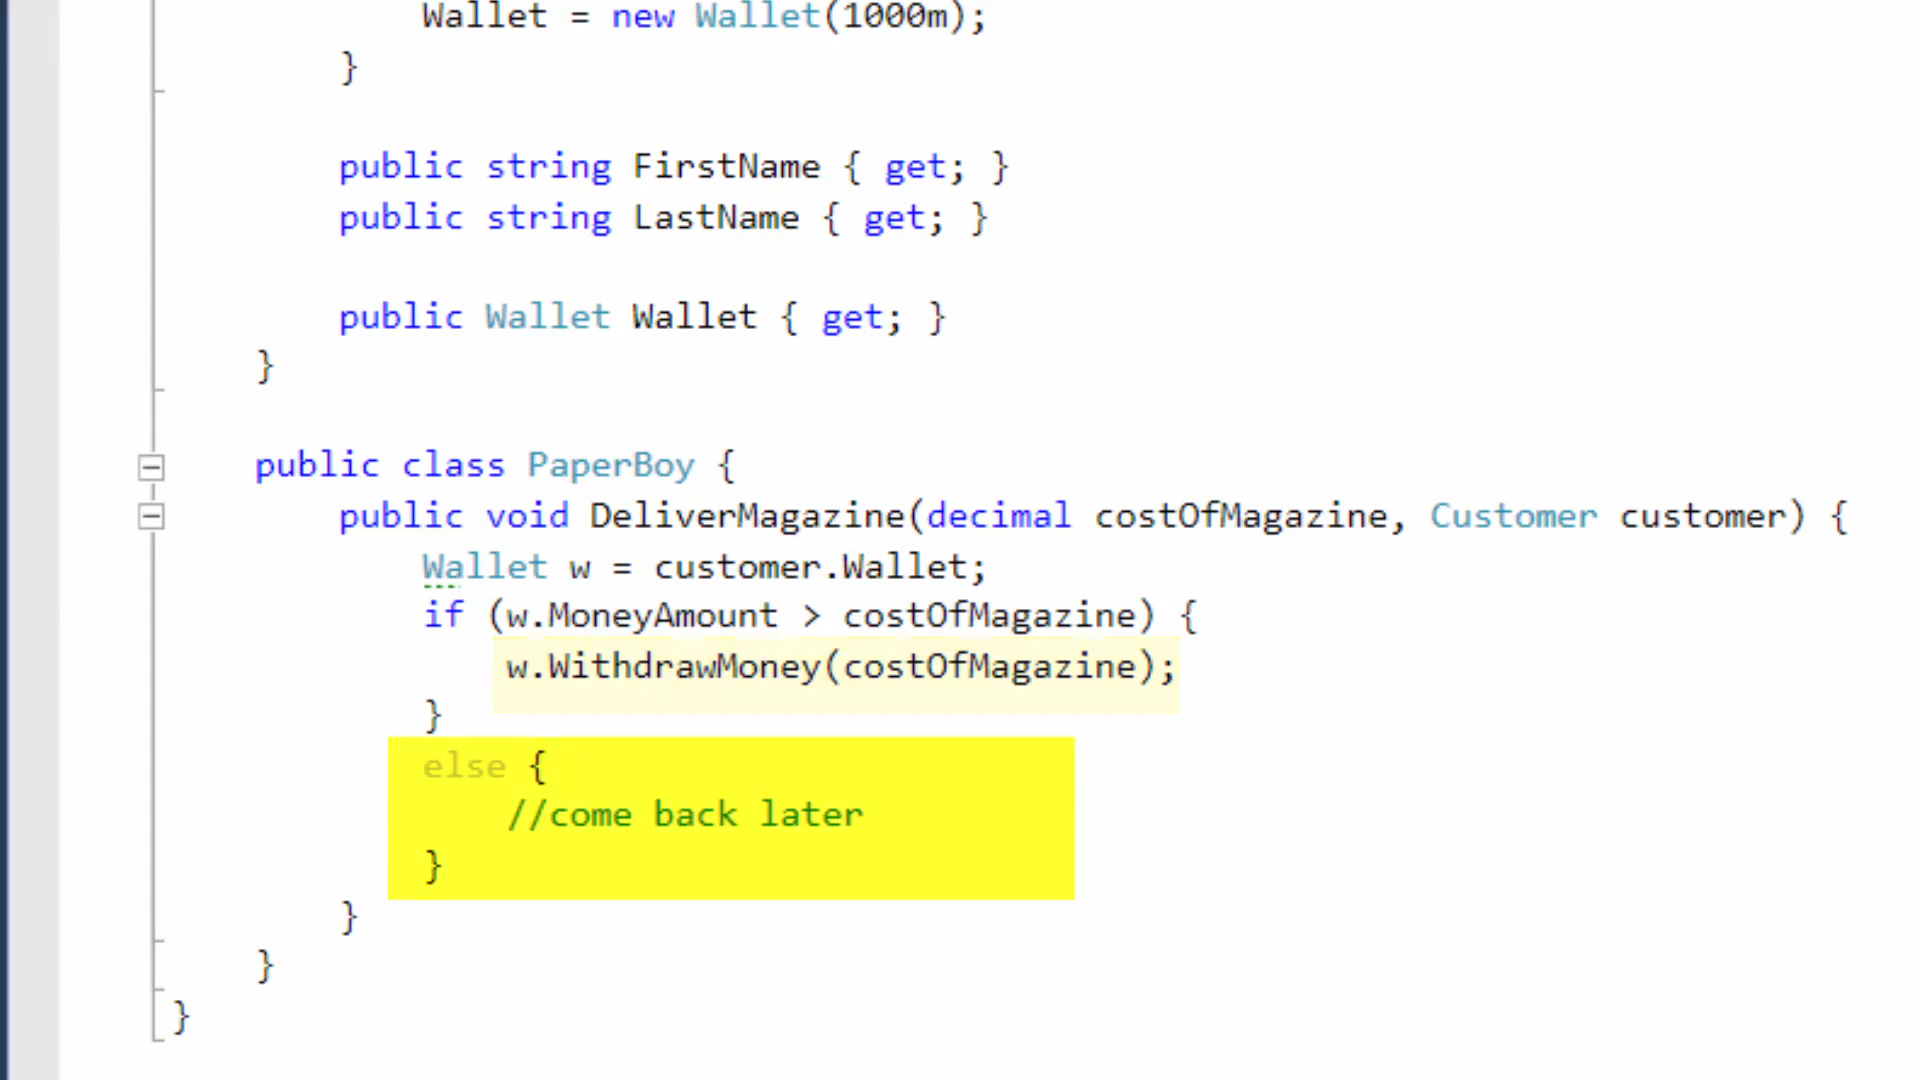 Wallet = new Wallet(1000m);
}
public string FirstName { get; }
public string LastName { get; }
public Wallet Wallet { get; }
}
public class PaperBoy {
public void DeliverMagazine(decimal costOfMagazine, Customer customer) {
Wallet w = customer.Wallet;
if (w.MoneyAmount > costOfMagazine) {
w.WithdrawMoney(costOfMagazine);
}
else {
//come back later
}
}
}
}